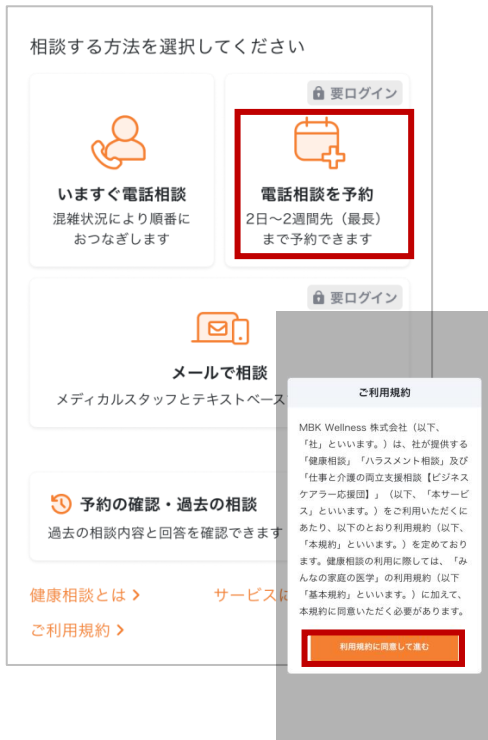 相談する方法を選択してください
要ログイン
いますぐ電話相談
混雑状況により順番に
おつなぎします
電話相談を予約
2日〜2週間先（最長）
まで予約できます
要ログイン
メールで相談
メディカルスタッフとテキストベース
予約の確認・過去の相談
過去の相談内容と回答を確認できます
健康相談とは
サービスに
ご利用規約
ご利用規約
MBK Wellness 株式会社（以下、
「社」といいます。）は、社が提供する
「健康相談」「ハラスメント相談」及び
「仕事と介護の両立支援相談【ビジネス
ケアラー応援団】」（以下、「本サービ
ス」といいます。）をご利用いただくに
あたり、以下のとおり利用規約（以下、
「本規約」といいます。）を定めており
ます。健康相談の利用に際しては、「み
んなの家庭の医学」の利用規約（以下
「基本規約」といいます。）に加えて、
本規約に同意いただく必要があります。
利用規約に同意して進む